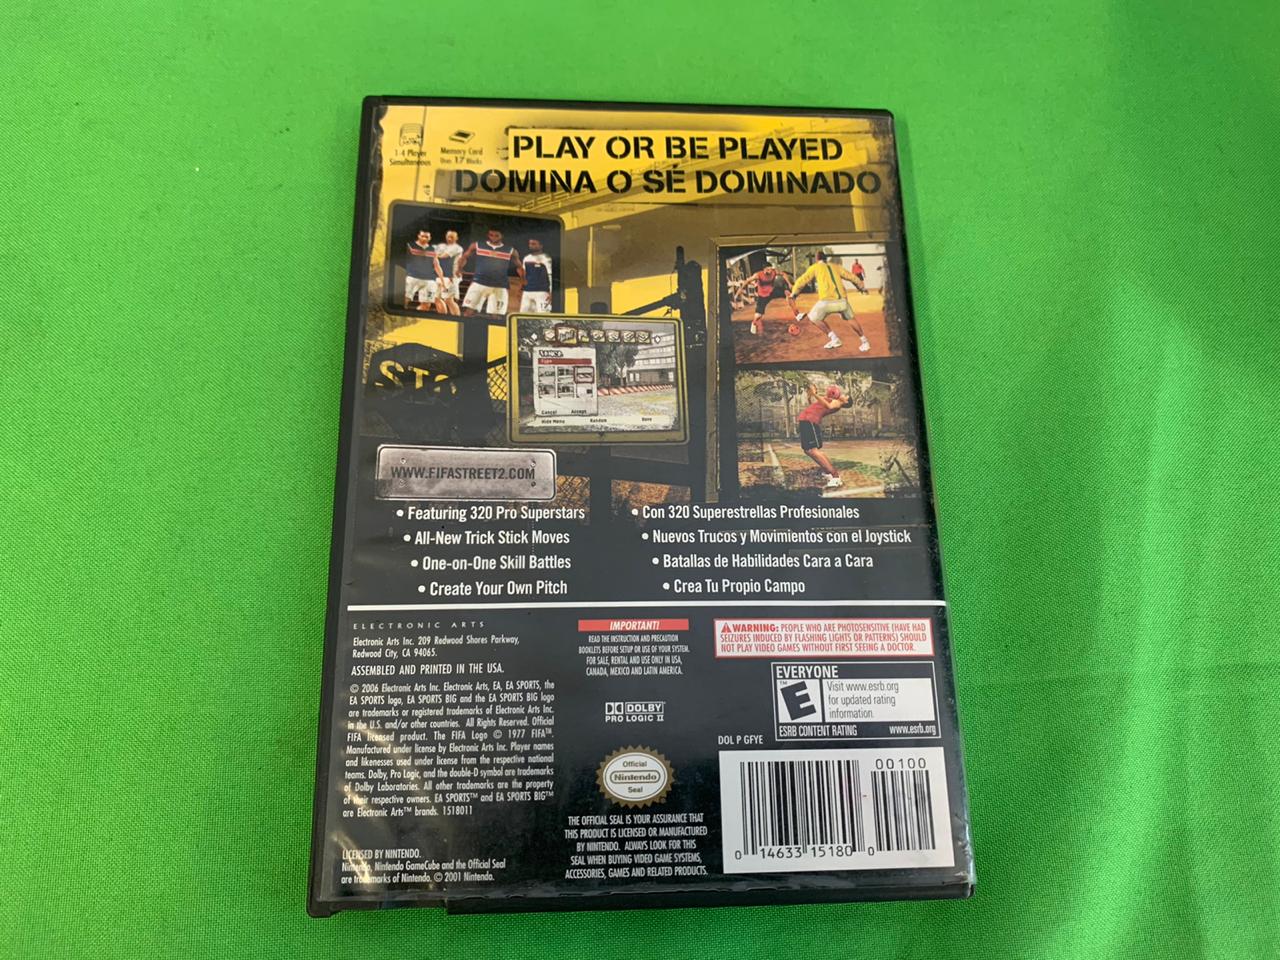 PLAY OR BE PLAYED
DOMINA O SÉ DOMINADO
1-4 Player
Simultaneous
Memory Card
17 Blocks
STO
Cancel Accept
Hide Menu Random Save
WWW.FIFASTREET2.COM
• Featuring 320 Pro Superstars
• All-New Trick Stick Moves
• One-on-One Skill Battles
• Create Your Own Pitch
• Con 320 Superestrellas Profesionales
• Nuevos Trucos y Movimientos con el Joystick
• Batallas de Habilidades Cara a Cara
• Crea Tu Propio Campo
ELECTRONIC ARTS
Electronic Arts Inc. 209 Redwood Shores Parkway,
Redwood City, CA 94065.
ASSEMBLED AND PRINTED IN THE USA.
© 2006 Electronic Arts Inc. Electronic Arts, EA, EA SPORTS, the
EA SPORTS logo, EA SPORTS BIG and the EA SPORTS BIG logo
are trademarks or registered trademarks of Electronic Arts Inc.
in the U.S. and/or other countries. All Rights Reserved. Official
FIFA licensed product. The FIFA Logo © 1977 FIFA™.
Manufactured under license by Electronic Arts Inc. Player names
and likenesses used under license from the respective national
teams. Dolby, Pro Logic, and the double-D symbol are trademarks
of Dolby Laboratories. All other trademarks are the property
of their respective owners. EA SPORTS™ and EA SPORTS BIG™
are Electronic Arts™ brands. 1518011
LICENSED BY NINTENDO.
Nintendo, Nintendo GameCube and the Official Seal
are trademarks of Nintendo. © 2001 Nintendo.
IMPORTANT!
READ THE INSTRUCTION AND PRECAUTION
BOOKLETS BEFORE SETUP OR USE OF YOUR SYSTEM.
FOR SALE, RENTAL AND USE ONLY IN USA,
CANADA, MEXICO AND LATIN AMERICA.
DOLBY
PRO LOGIC II
Official
Nintendo
Seal
THE OFFICIAL SEAL IS YOUR ASSURANCE THAT
THIS PRODUCT IS LICENSED OR MANUFACTURED
BY NINTENDO. ALWAYS LOOK FOR THIS
SEAL WHEN BUYING VIDEO GAME SYSTEMS,
ACCESSORIES, GAMES AND RELATED PRODUCTS.
WARNING: PEOPLE WHO ARE PHOTOSENSITIVE (HAVE HAD
SEIZURES INDUCED BY FLASHING LIGHTS OR PATTERNS) SHOULD
NOT PLAY VIDEO GAMES WITHOUT FIRST SEEING A DOCTOR.
EVERYONE
E
Visit www.esrb.org
for updated rating
information.
ESRB CONTENT RATING www.esrb.org
DOL P GFYE
00100
0 14633 15180 0